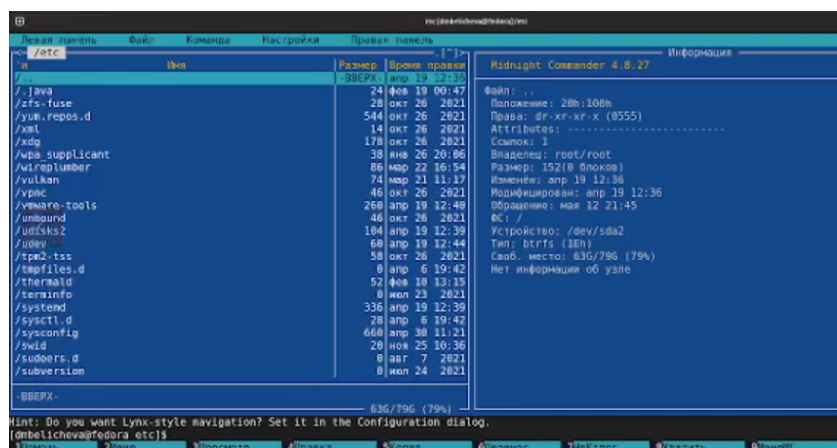 mc [dmbelicheva@fedora]:/etc
Левая панель Файл Команда Настройки Правая панель
/etc .[^]>
'и Имя Размер Время правки
/.. -ВВЕРХ- апр 19 12:36
/.java 24 фев 19 00:47
/zfs-fuse 28 окт 26 2021
/yum.repos.d 544 окт 26 2021
/xml 14 окт 26 2021
/xdg 178 окт 26 2021
/wpa_supplicant 38 янв 26 20:06
/wireplumber 86 мар 22 16:54
/vulkan 74 мар 21 11:17
/vpnc 46 окт 26 2021
/vmware-tools 260 апр 19 12:40
/unbound 46 окт 26 2021
/udisks2 104 апр 19 12:39
/udev 60 апр 19 12:44
/tpm2-tss 58 окт 26 2021
/tmpfiles.d 0 апр 6 19:42
/thermald 52 фев 10 13:15
/terminfo 0 июл 23 2021
/systemd 336 апр 19 12:39
/sysctl.d 28 апр 6 19:42
/sysconfig 660 апр 30 11:21
/swid 20 ноя 25 10:36
/sudoers.d 0 авг 7 2021
/subversion 0 июл 24 2021
-ВВЕРХ-
63G/79G (79%)
Информация
Midnight Commander 4.8.27
Файл: ..
Положение: 20h:100h
Права: dr-xr-xr-x (0555)
Attributes: -------------------------
Ссылок: 1
Владелец: root/root
Размер: 152(0 блоков)
Изменён: апр 19 12:36
Модифицирован: апр 19 12:36
Обращение: мая 12 21:45
ФС: /
Устройство: /dev/sda2
Тип: btrfs (1Eh)
Своб. место: 63G/79G (79%)
Нет информации об узле
Hint: Do you want Lynx-style navigation? Set it in the Configuration dialog.
[dmbelicheva@fedora etc]$